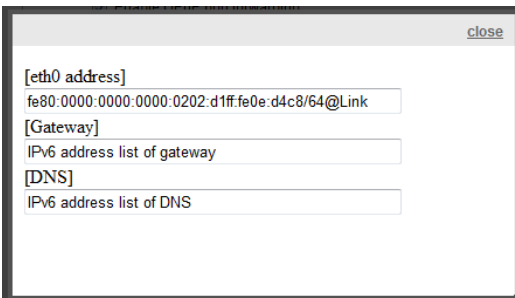 close
[eth0 address]
fe80:0000:0000:0000:0202:d1ff:fe0e:d4c8/64@Link
[Gateway]
IPv6 address list of gateway
[DNS]
IPv6 address list of DNS